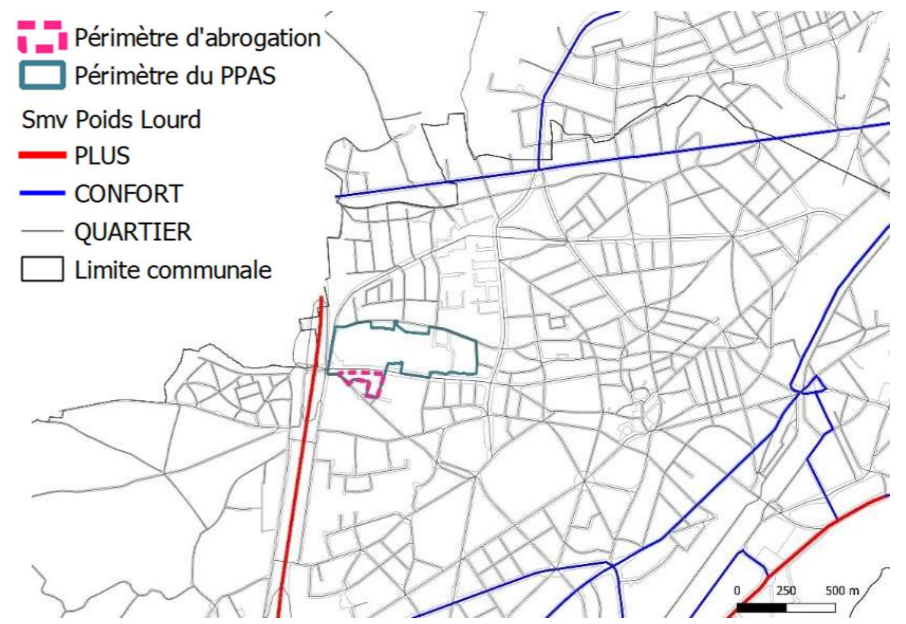 Périmètre d'abrogation
Périmètre du PPAS
Smv Poids Lourd
PLUS
CONFORT
QUARTIER
Limite communale
0 250 500 m